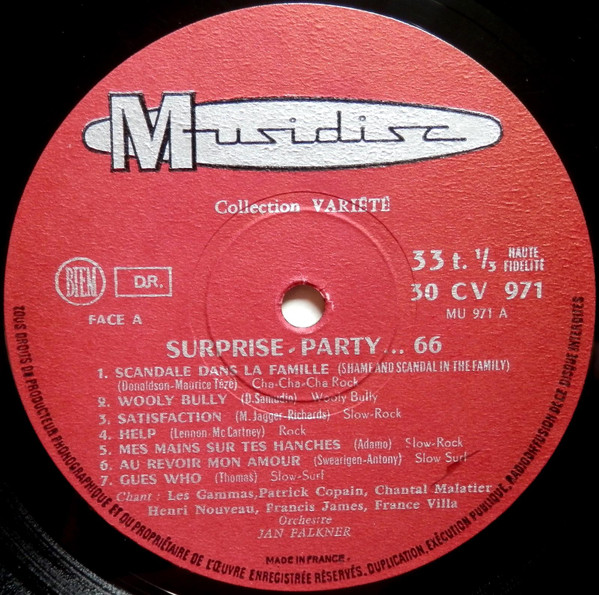 Musidisc
Collection VARIÉTÉ
BIEM
D.R.
FACE A
33 t. 1/3 HAUTE FIDÉLITÉ
30 CV 971
MU 971 A
SURPRISE-PARTY... 66
1. SCANDALE DANS LA FAMILLE (SHAME AND SCANDAL IN THE FAMILY)
(Donaldson-Maurice Tézé) Cha-Cha-Cha Rock
2. WOOLY BULLY (D. Samudio) Wooly Bully
3. SATISFACTION (M. Jagger-Richards) Slow-Rock
4. HELP (Lennon-Mc Cartney) Rock
5. MES MAINS SUR TES HANCHES (Adamo) Slow-Rock
6. AU REVOIR MON AMOUR (Swearigen-Antony) Slow Surf
7. GUES WHO (Thomas) Slow-Surf
Chant : Les Gammas, Patrick Copain, Chantal Malatier
Henri Nouveau, Francis James, France Villa
Orchestre
JAN FALKNER
MADE IN FRANCE.
TOUS DROITS DU PRODUCTEUR PHONOGRAPHIQUE ET DU PROPRIÉTAIRE DE L'ŒUVRE ENREGISTRÉE RÉSERVÉS. DUPLICATION, EXÉCUTION PUBLIQUE, RADIODIFFUSION DE CE DISQUE INTERDITES